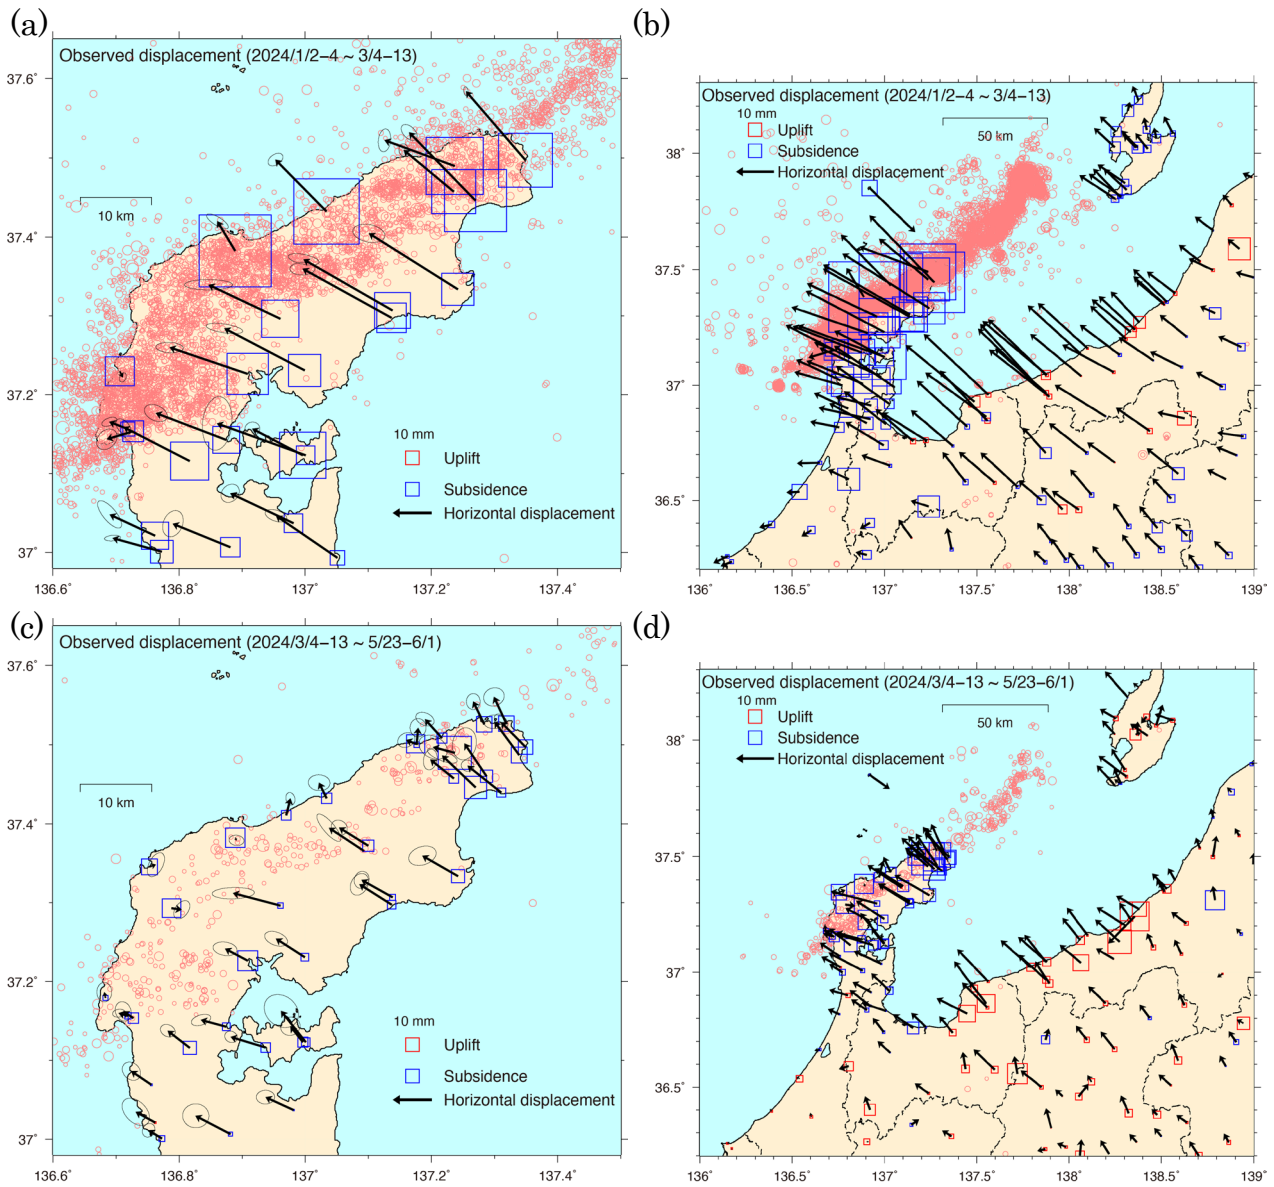 (a)
Observed displacement (2024/1/2–4 ~ 3/4–13)
37.6°
37.4°
37.2°
37°
10 km
10 mm
Uplift
Subsidence
Horizontal displacement
136.6
136.8
137
137.2
137.4
(b)
Observed displacement (2024/1/2–4 ~ 3/4–13)
10 mm
Uplift
Subsidence
Horizontal displacement
50 km
38°
37.5°
37°
36.5°
136
136.5
137
137.5
138
138.5
139°
(c)
Observed displacement (2024/3/4–13 ~ 5/23–6/1)
37.6°
37.4°
37.2°
37°
10 km
10 mm
Uplift
Subsidence
Horizontal displacement
136.6
136.8
137
137.2
137.4
(d)
Observed displacement (2024/3/4–13 ~ 5/23–6/1)
10 mm
Uplift
Subsidence
Horizontal displacement
50 km
38°
37.5°
37°
36.5°
136
136.5
137
137.5
138
138.5
139°